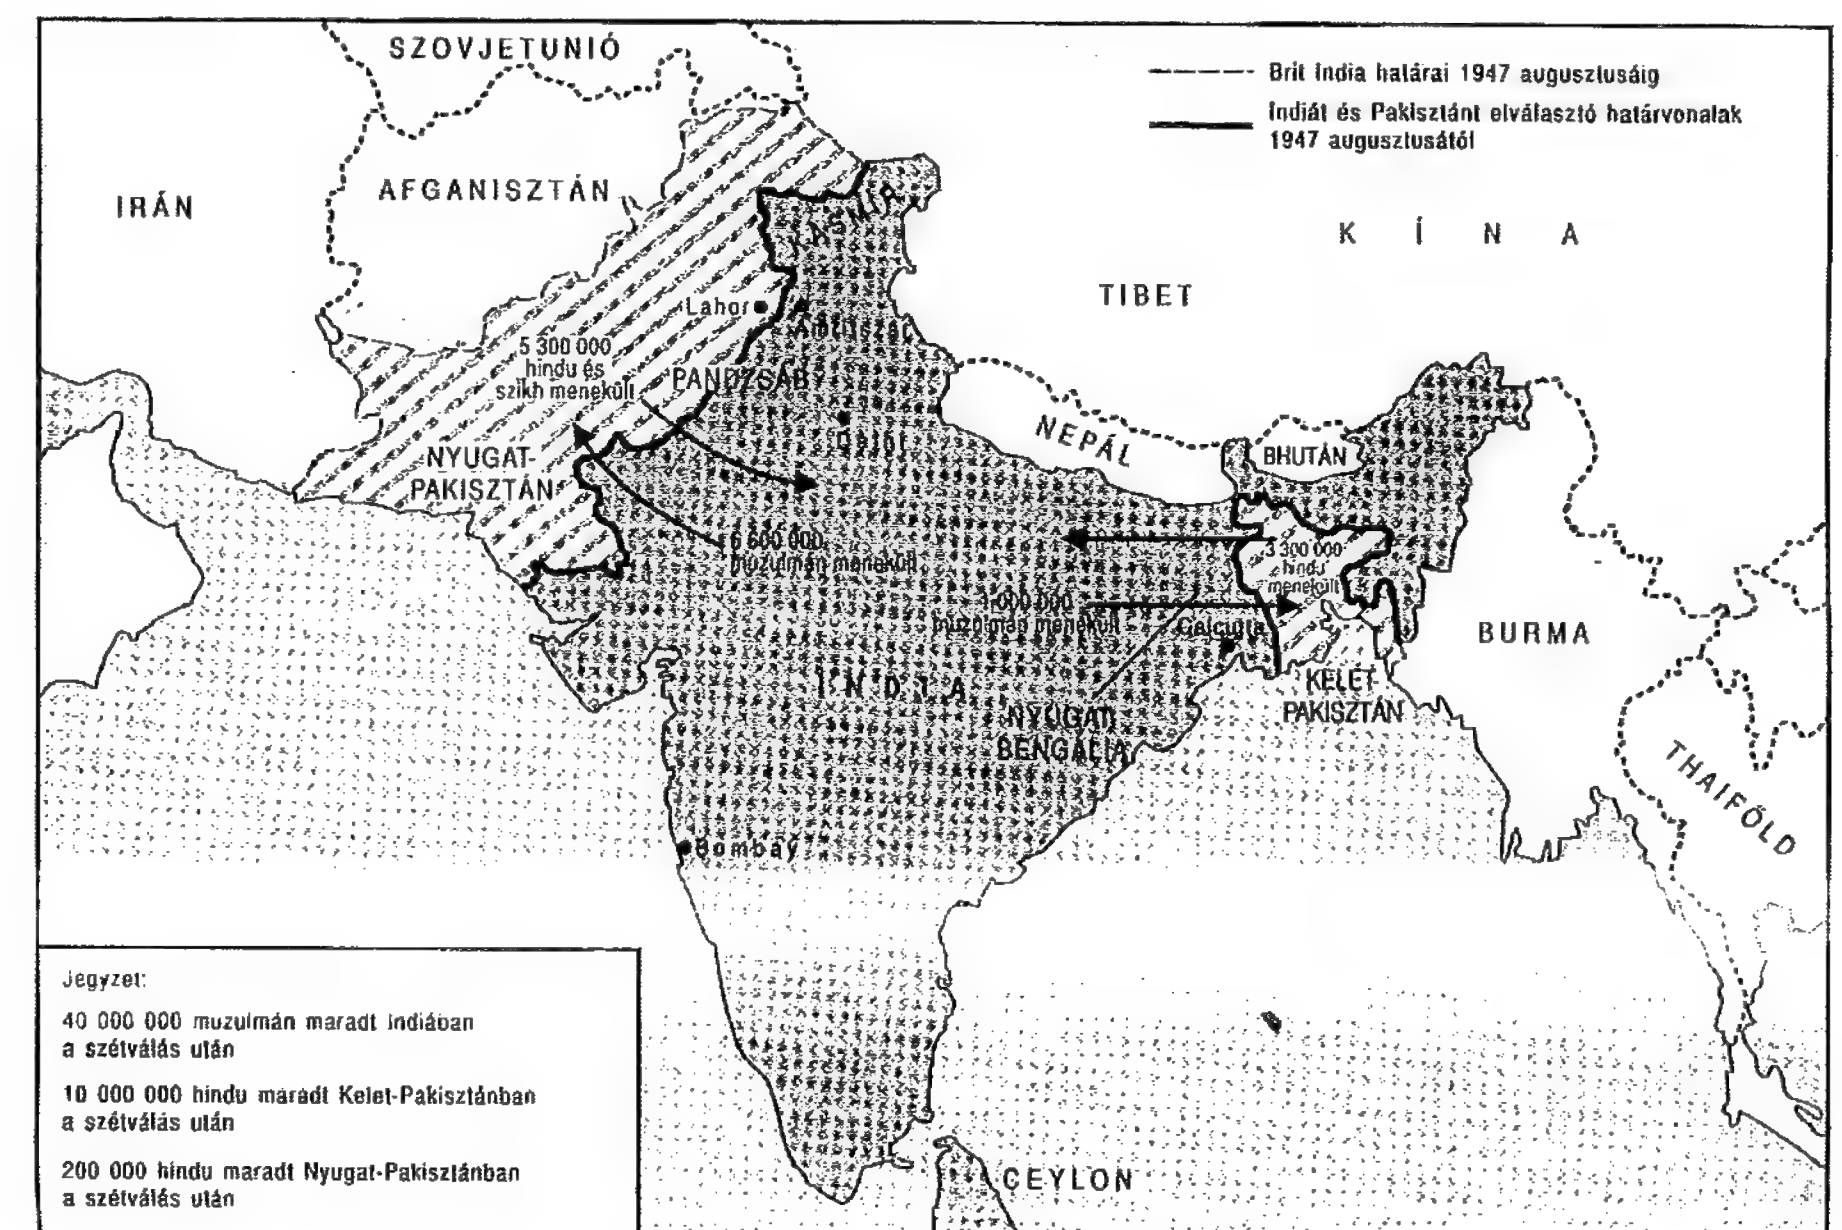 SZOVJETUNIÓ
Brit India határai 1947 augusztusáig
Indiát és Pakisztánt elválasztó határvonalak
1947 augusztusától
IRÁN
AFGANISZTÁN
KASMÍR
KÍNA
TIBET
Lahor
Amritszár
5 300 000
hindu és
szikh menekült
PANDZSÁB
Delhi
NEPÁL
BHUTÁN
NYUGAT-
PAKISZTÁN
6 600 000
muzulmán menekült
3 300 000
hindu
menekült
1 000 000
muzulmán menekült
Calcutta
BURMA
INDIA
KELET-
PAKISZTÁN
NYUGAT-
BENGÁLIA
THAIFÖLD
Bombay
Jegyzet:
40 000 000 muzulmán maradt Indiában
a szétválás után
10 000 000 hindu maradt Kelet-Pakisztánban
a szétválás után
200 000 hindu maradt Nyugat-Pakisztánban
a szétválás után
CEYLON